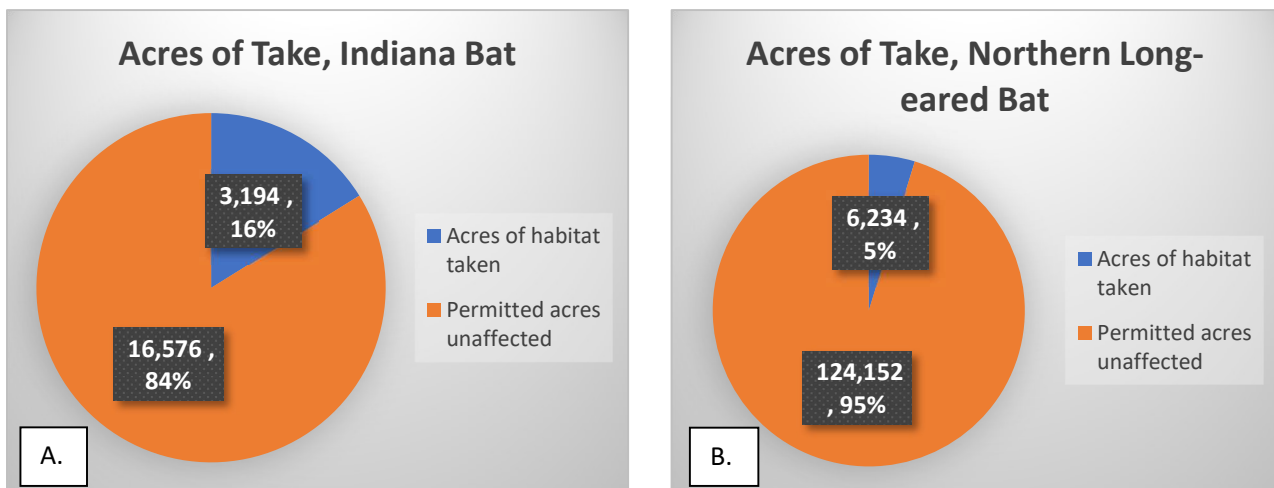 Acres of Take, Indiana Bat
3,194 ,
16%
16,576 ,
84%
Acres of habitat
taken
Permitted acres
unaffected
A.
Acres of Take, Northern Long-
eared Bat
6,234 ,
5%
124,152
, 95%
Acres of habitat
taken
Permitted acres
unaffected
B.